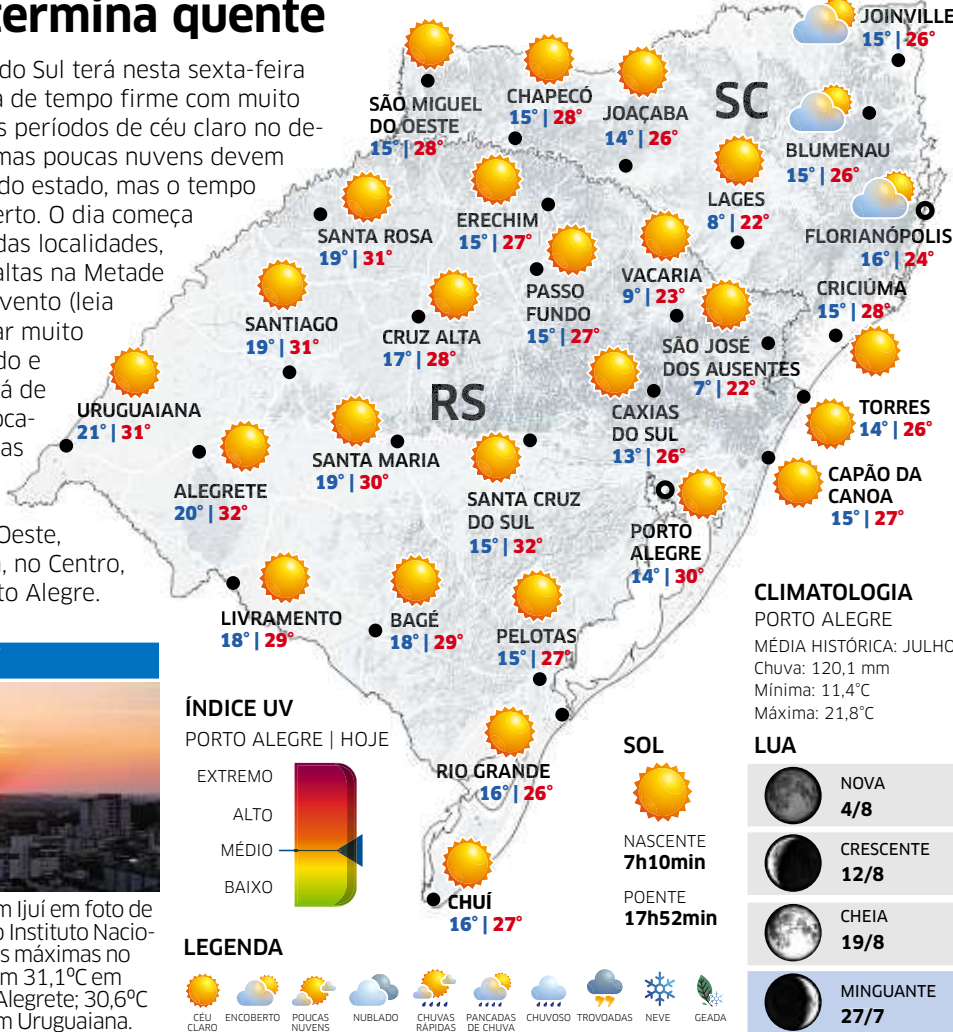 termina quente
do Sul terá nesta sexta-feira
de tempo firme com muito
s períodos de céu claro no de-
mas poucas nuvens devem
do estado, mas o tempo
erto. O dia começa
das localidades,
altas na Metade
vento (leia
ar muito
do e
á de
oca-
as
Oeste,
, no Centro,
to Alegre.
m Ijuí em foto de
o Instituto Nacio-
s máximas no
m 31,1ºC em
Alegrete; 30,6ºC
m Uruguaiana.
SC
RS
JOINVILLE
15° | 26°
SÃO MIGUEL
DO OESTE
15° | 28°
CHAPECÓ
15° | 28°
JOAÇABA
14° | 26°
BLUMENAU
15° | 26°
LAGES
8° | 22°
FLORIANÓPOLIS
16° | 24°
CRICIÚMA
15° | 28°
SANTA ROSA
19° | 31°
ERECHIM
15° | 27°
PASSO
FUNDO
15° | 27°
VACARIA
9° | 23°
SANTIAGO
19° | 31°
CRUZ ALTA
17° | 28°
SÃO JOSÉ
DOS AUSENTES
7° | 22°
URUGUAIANA
21° | 31°
CAXIAS
DO SUL
13° | 26°
TORRES
14° | 26°
SANTA MARIA
19° | 30°
ALEGRETE
20° | 32°
SANTA CRUZ
DO SUL
15° | 32°
CAPÃO DA
CANOA
15° | 27°
PORTO
ALEGRE
14° | 30°
LIVRAMENTO
18° | 29°
BAGÉ
18° | 29°
PELOTAS
15° | 27°
RIO GRANDE
16° | 26°
CHUÍ
16° | 27°
CLIMATOLOGIA
PORTO ALEGRE
MÉDIA HISTÓRICA: JULHO
Chuva: 120,1 mm
Mínima: 11,4°C
Máxima: 21,8°C
ÍNDICE UV
PORTO ALEGRE | HOJE
EXTREMO
ALTO
MÉDIO
BAIXO
SOL
NASCENTE
7h10min
POENTE
17h52min
LUA
NOVA
4/8
CRESCENTE
12/8
CHEIA
19/8
MINGUANTE
27/7
LEGENDA
CÉU
CLARO
ENCOBERTO
POUCAS
NUVENS
NUBLADO
CHUVAS
RÁPIDAS
PANCADAS
DE CHUVA
CHUVOSO
TROVOADAS
NEVE
GEADA